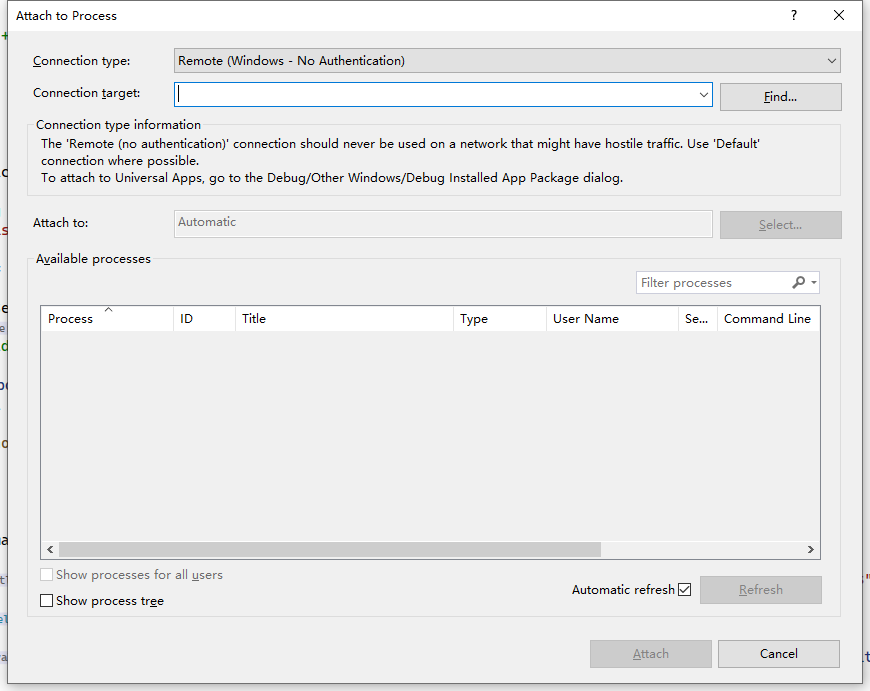 Attach to Process
?
Connection type:
Remote (Windows - No Authentication)
Connection target:
Find...
Connection type information
The 'Remote (no authentication)' connection should never be used on a network that might have hostile traffic. Use 'Default'
connection where possible.
To attach to Universal Apps, go to the Debug/Other Windows/Debug Installed App Package dialog.
Attach to:
Automatic
Select...
Available processes
Filter processes
Process ID Title Type User Name Se... Command Line
Show processes for all users
Show process tree
Automatic refresh
Refresh
Attach
Cancel